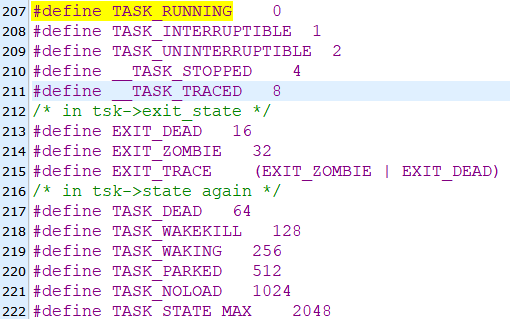 207 #define TASK_RUNNING 0
208 #define TASK_INTERRUPTIBLE 1
209 #define TASK_UNINTERRUPTIBLE 2
210 #define __TASK_STOPPED 4
211 #define __TASK_TRACED 8
212 /* in tsk->exit_state */
213 #define EXIT_DEAD 16
214 #define EXIT_ZOMBIE 32
215 #define EXIT_TRACE (EXIT_ZOMBIE | EXIT_DEAD)
216 /* in tsk->state again */
217 #define TASK_DEAD 64
218 #define TASK_WAKEKILL 128
219 #define TASK_WAKING 256
220 #define TASK_PARKED 512
221 #define TASK_NOLOAD 1024
222 #define TASK_STATE_MAX 2048